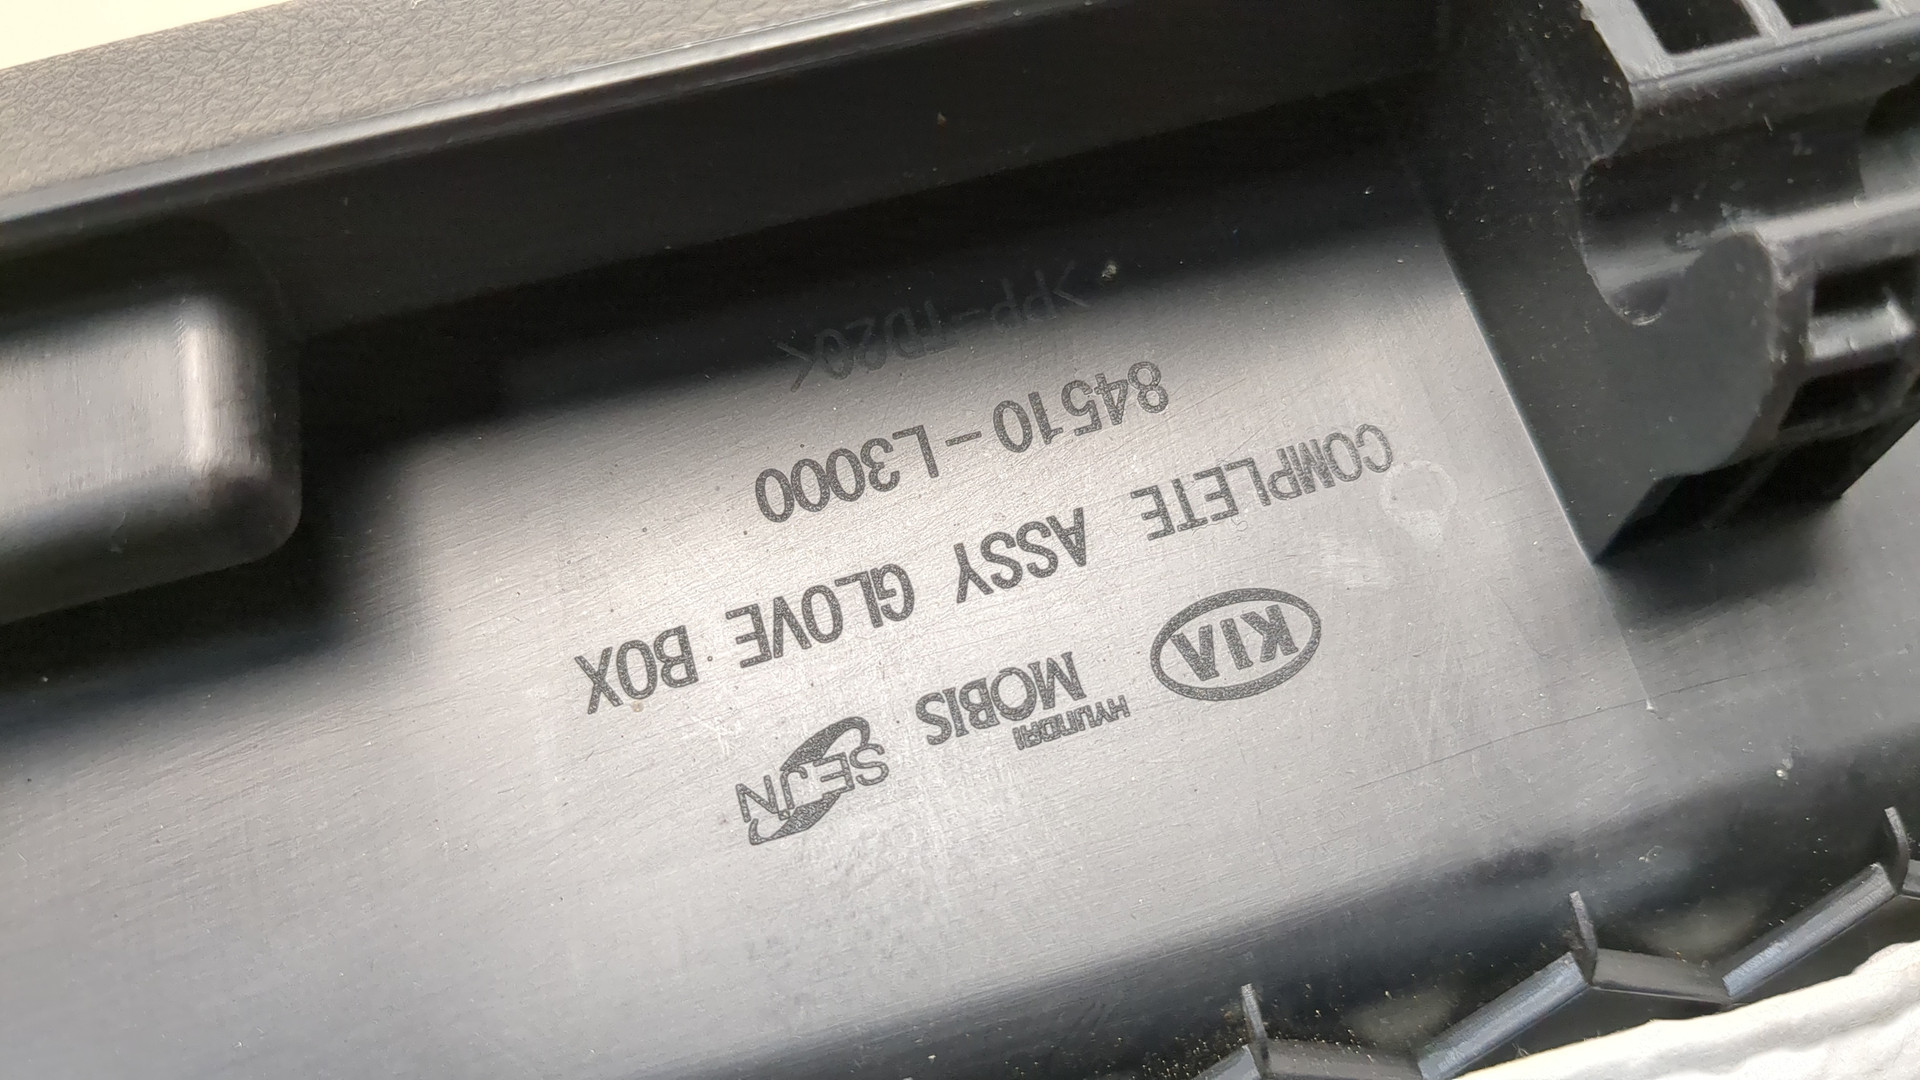 KIA HYUNDAI MOBIS SEJIN
COMPLETE ASSY GLOVE BOX
84510-L3000
>PP-TD20<